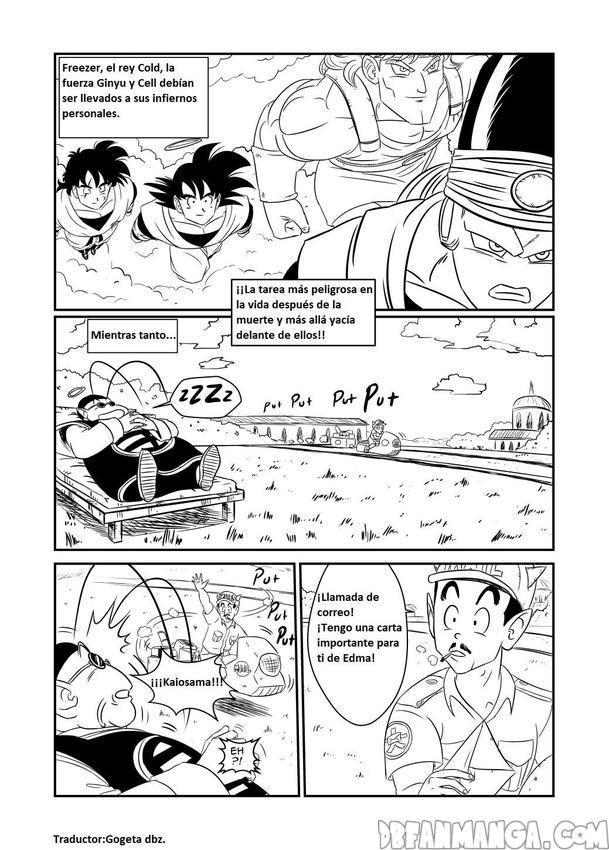 Freezer, el rey Cold, la
fuerza Ginyu y Cell debían
ser llevados a sus infiernos
personales.
¡¡La tarea más peligrosa en
la vida después de la
muerte y más allá yacía
delante de ellos!!
Mientras tanto...
zZZZz
Put Put Put Put
Put
Put
Put
¡¡¡Kaiosama!!!
EH
?!
¡Llamada de
correo!
¡Tengo una carta
importante para
ti de Edma!
Traductor:Gogeta dbz.
DBFANMANGA.COM